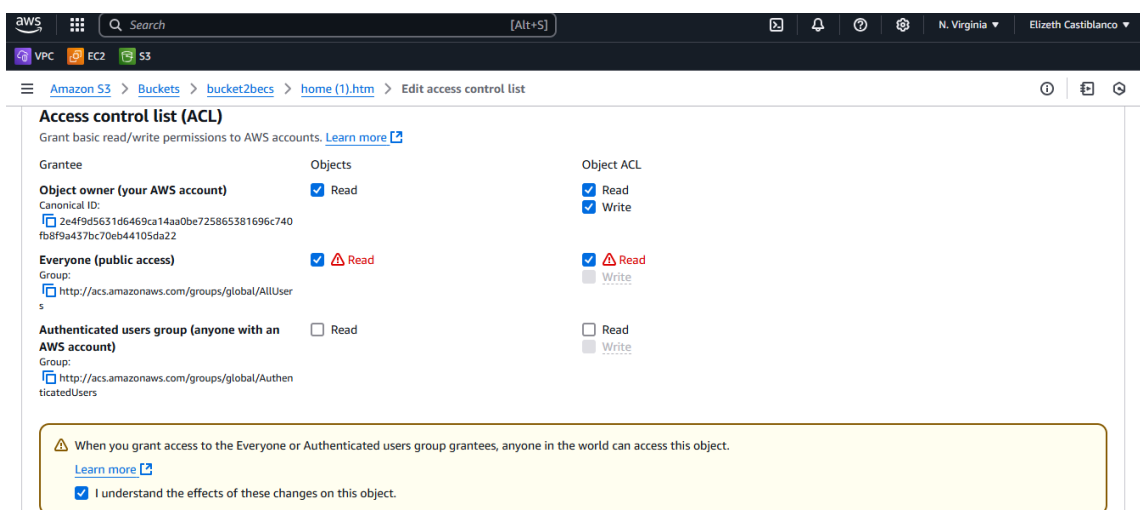 aws Search [Alt+S] N. Virginia Elizeth Castiblanco
VPC EC2 S3
Amazon S3 > Buckets > bucket2becs > home (1).htm > Edit access control list
Access control list (ACL)
Grant basic read/write permissions to AWS accounts. Learn more
Grantee Objects Object ACL
Object owner (your AWS account) Read Read
Canonical ID: Write
2e4f9d5631d6469ca14aa0be725865381696c740
fb8f9a437bc70eb44105da22
Everyone (public access) Read Read
Group: Write
http://acs.amazonaws.com/groups/global/AllUser
s
Authenticated users group (anyone with an Read Read
AWS account) Write
Group:
http://acs.amazonaws.com/groups/global/Authen
ticatedUsers
When you grant access to the Everyone or Authenticated users group grantees, anyone in the world can access this object.
Learn more
I understand the effects of these changes on this object.